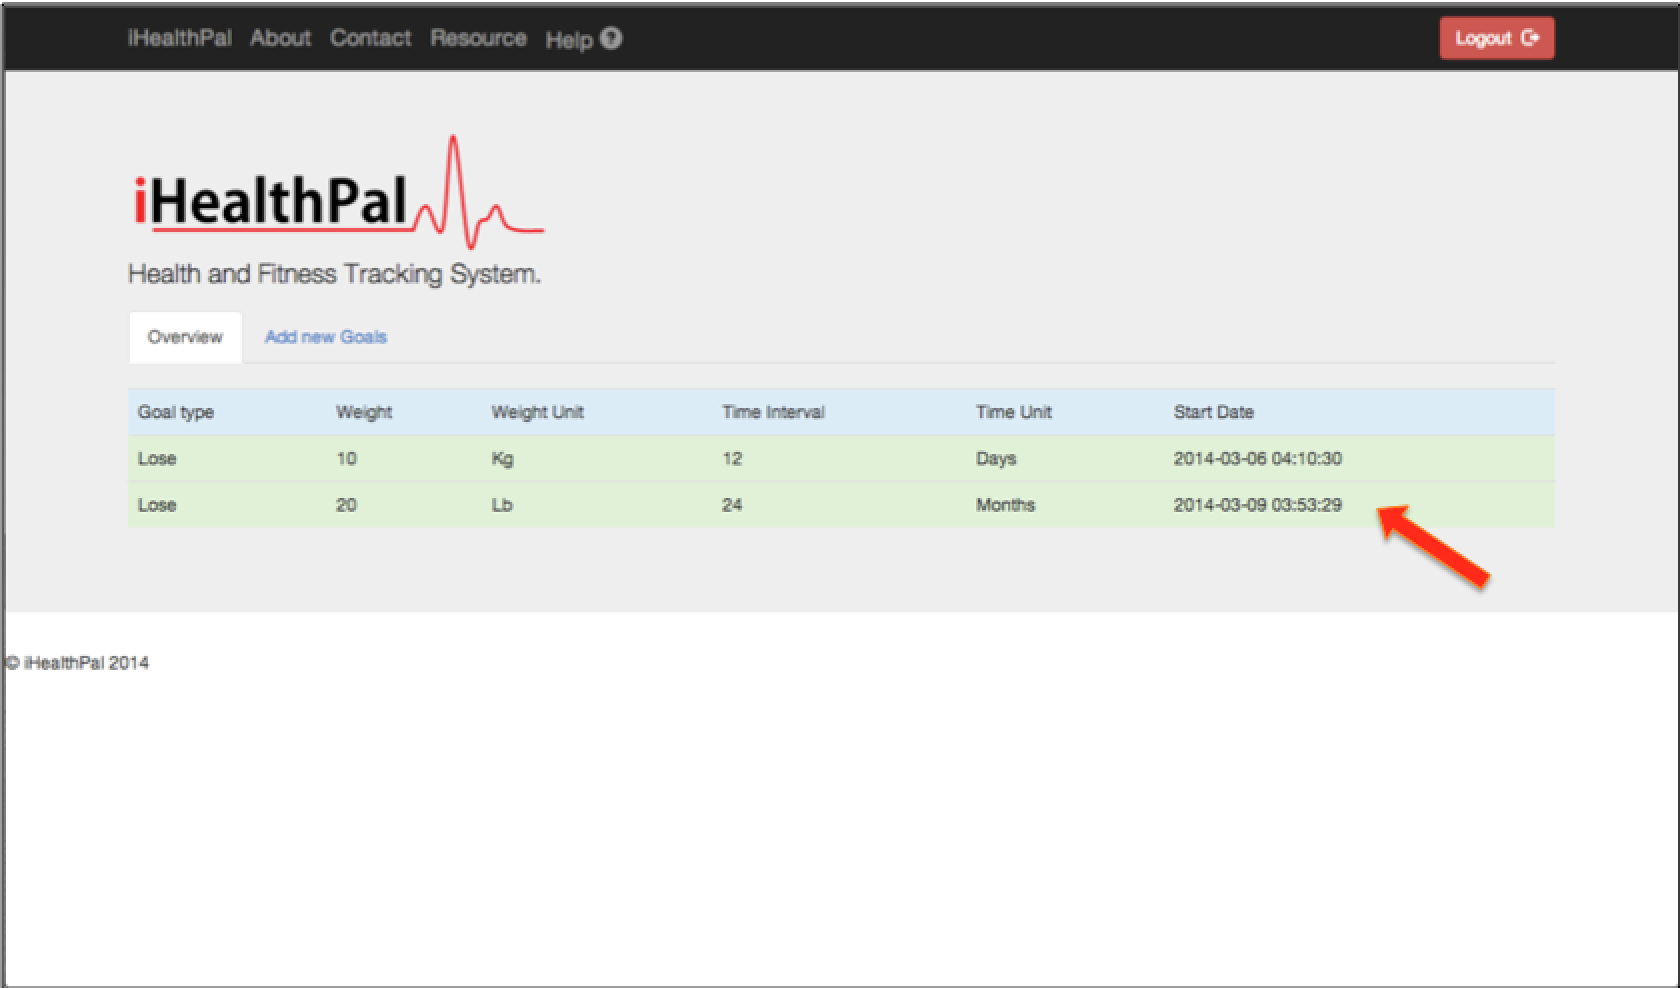 iHealthPal About Contact Resource Help ? Logout
iHealthPal
Health and Fitness Tracking System.
Overview Add new Goals
Goal type Weight Weight Unit Time Interval Time Unit Start Date
Lose 10 Kg 12 Days 2014-03-06 04:10:30
Lose 20 Lb 24 Months 2014-03-09 03:53:29
© iHealthPal 2014